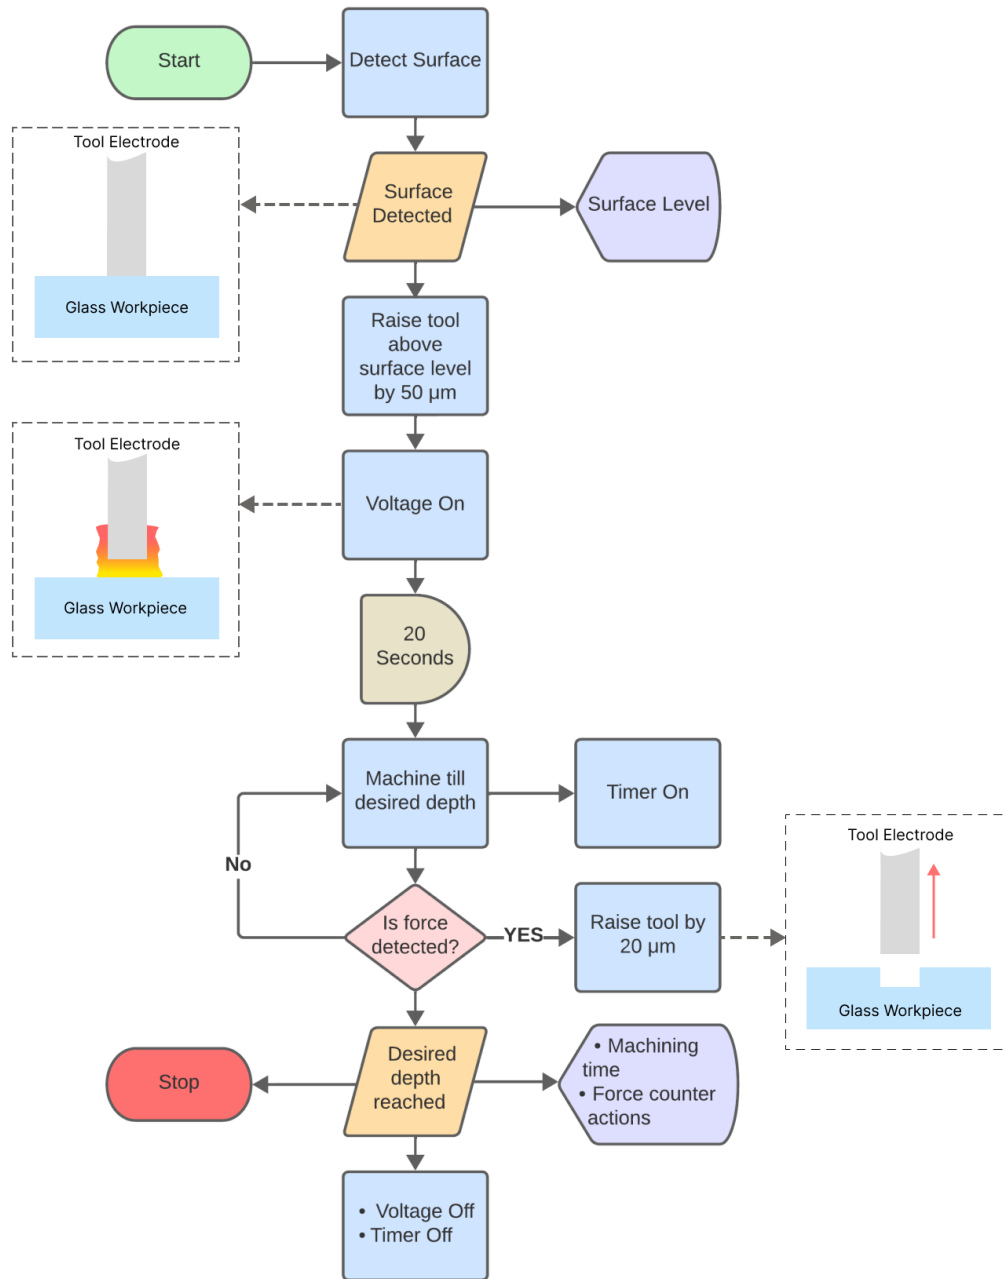 Start
Detect Surface
Tool Electrode
Glass Workpiece
Surface
Detected
Surface Level
Raise tool
above
surface level
by 50 μm
Tool Electrode
Glass Workpiece
Voltage On
20
Seconds
Machine till
desired depth
Timer On
No
Is force
detected?
YES
Raise tool by
20 μm
Tool Electrode
Glass Workpiece
Stop
Desired
depth
reached
• Machining
time
• Force counter
actions
• Voltage Off
• Timer Off